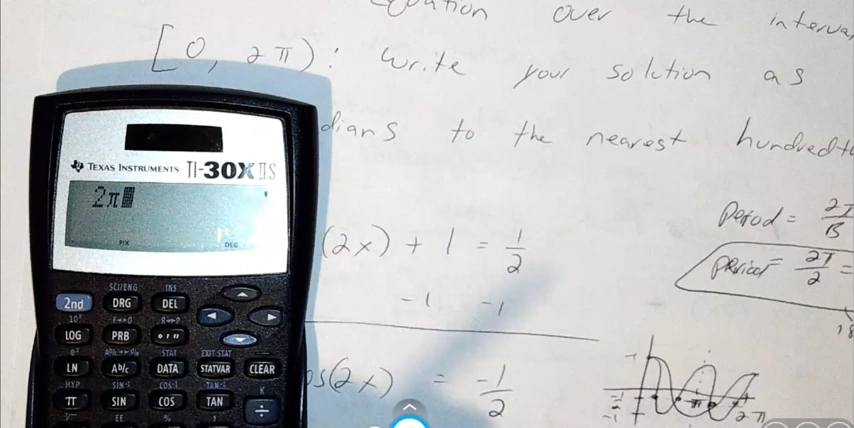 Equation over the
[0, 2π): write your solution as
to the nearest
(2x) + 1 = 1/2
-1 -1
(2x) = -1/2
Period = 2π/B
Period = 2π/2 =
2π
TEXAS INSTRUMENTS TI-30X IIS
2π
FIX DEG
SCI/ENG INS
2nd DRG DEL
LOG PRB
STAT EXIT STAT
LN A b/c DATA STATVAR CLEAR
HYP SIN⁻¹ COS⁻¹ TAN⁻¹ K
π SIN COS TAN ÷
EE